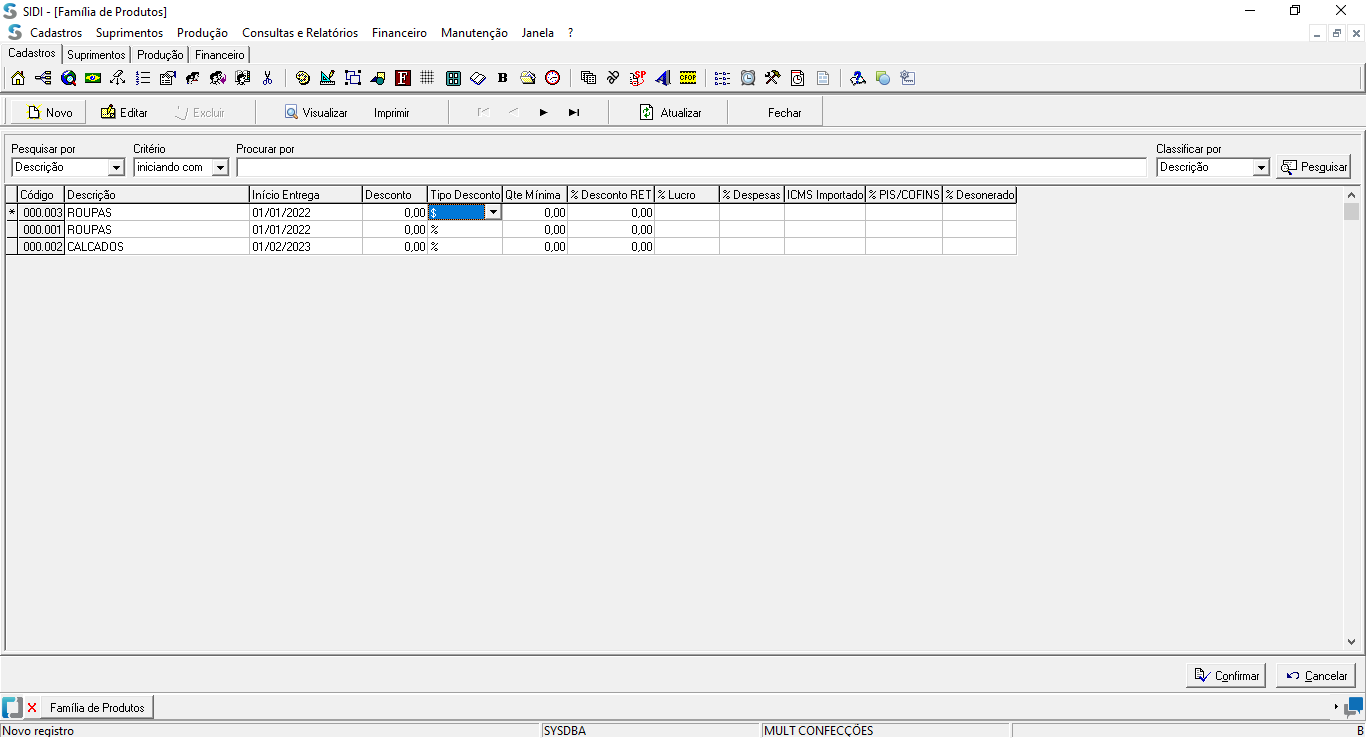 SIDI - [Família de Produtos]
Cadastros Suprimentos Produção Consultas e Relatórios Financeiro Manutenção Janela ?
Cadastros Suprimentos Produção Financeiro
F B SP CFOP
Novo Editar Excluir Visualizar Imprimir Atualizar Fechar
Pesquisar por Critério Procurar por Classificar por
Descrição iniciando com Descrição Pesquisar
Código Descrição Início Entrega Desconto Tipo Desconto Qte Mínima % Desconto RET % Lucro % Despesas ICMS Importado % PIS/COFINS % Desonerado
* 000.003 ROUPAS 01/01/2022 0,00 $ 0,00 0,00
000.001 ROUPAS 01/01/2022 0,00 % 0,00 0,00
000.002 CALCADOS 01/02/2023 0,00 % 0,00 0,00
Confirmar Cancelar
Família de Produtos
Novo registro SYSDBA MULT CONFECÇÕES B